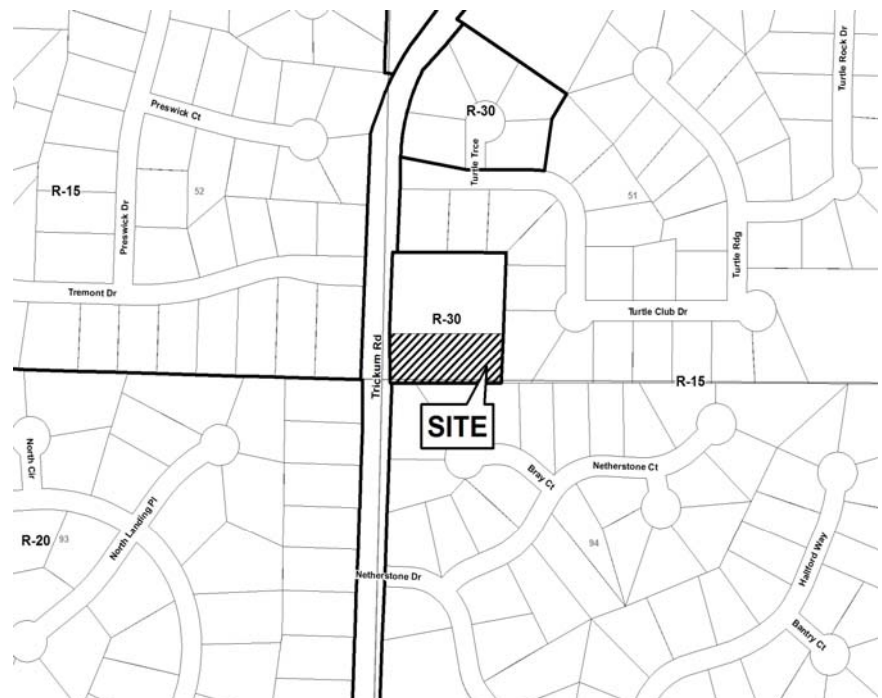 Turtle Rock Dr
Preswick Ct
R-30
Turtle Trce
52
51
R-15
Preswick Dr
Turtle Rdg
Tremont Dr
R-30
Turtle Club Dr
Trickum Rd
R-15
SITE
North Cir
Bray Ct
Netherstone Ct
North Landing Pl
R-20
93
94
Hallford Way
Netherstone Dr
Bantry Ct